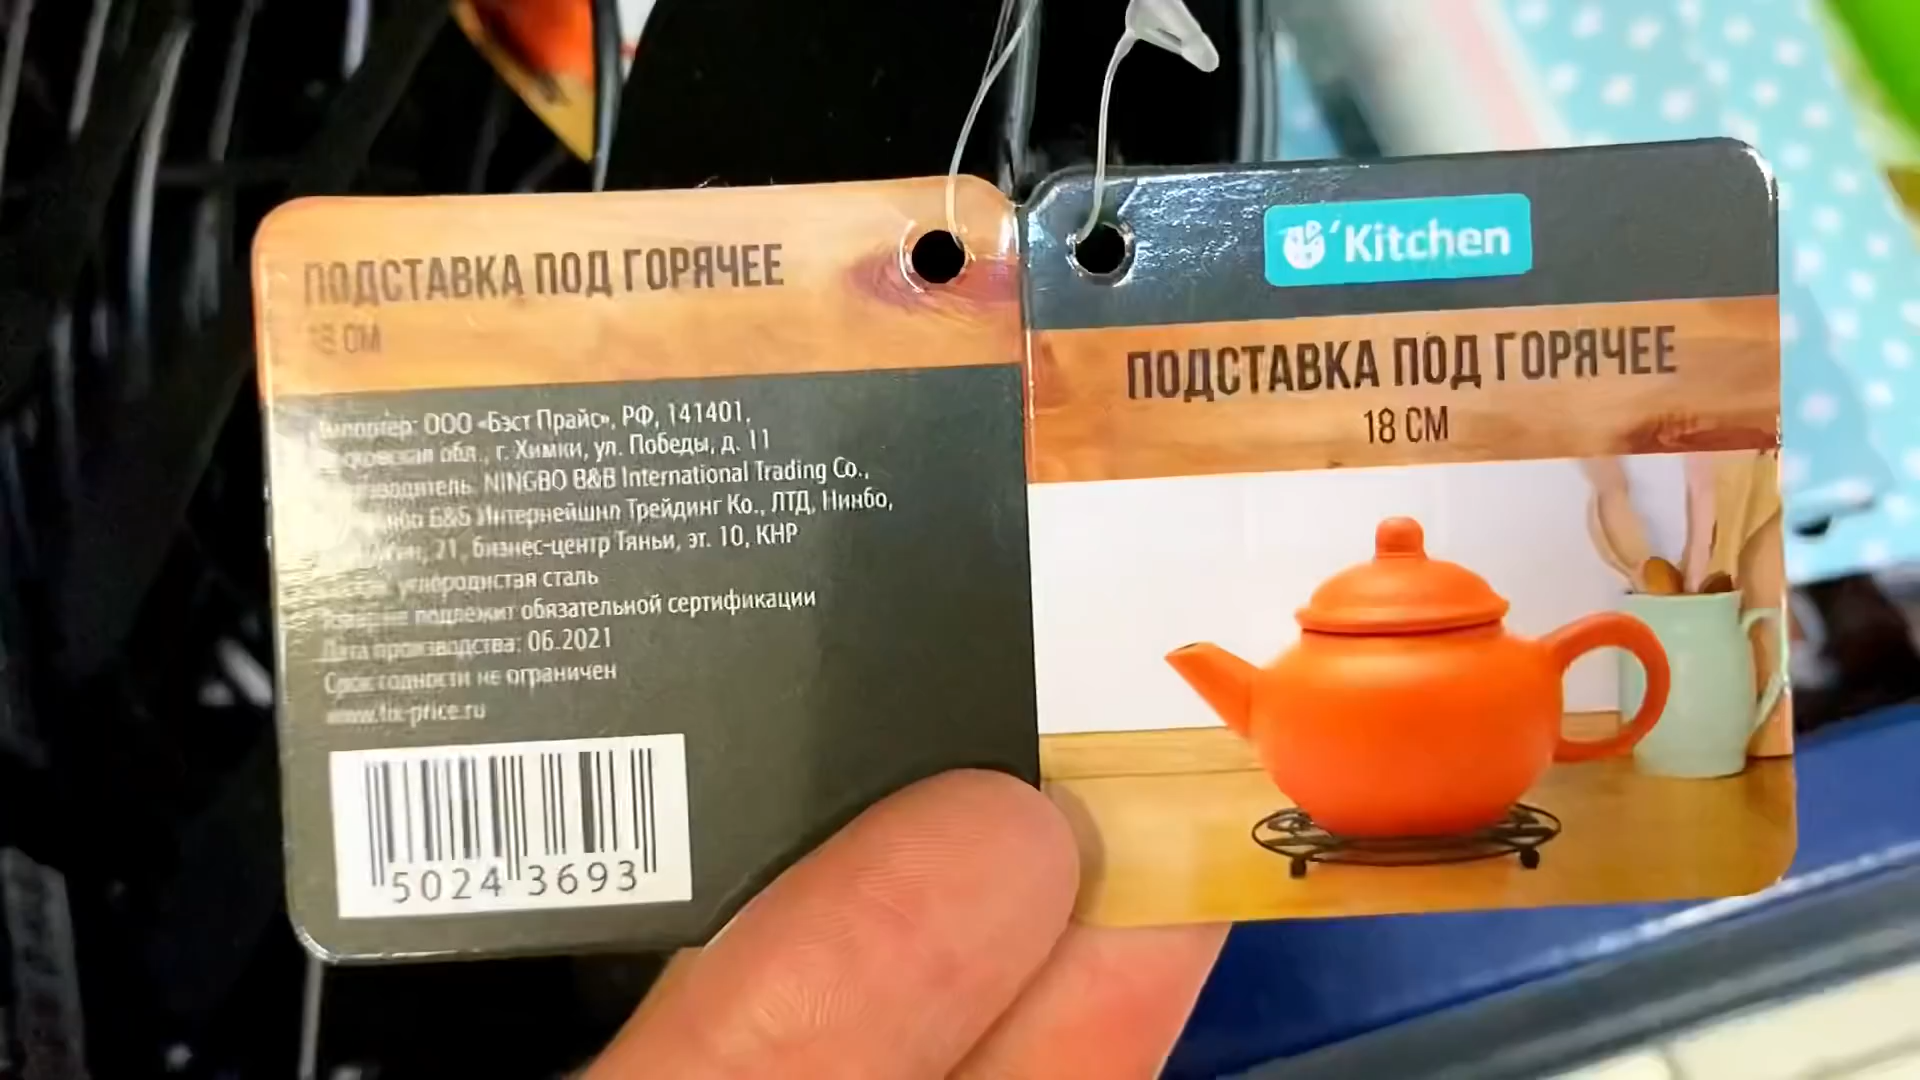 ПОДСТАВКА ПОД ГОРЯЧЕЕ
18 СМ
Импортер: ООО «Бэст Прайс», РФ, 141401,
Московская обл., г. Химки, ул. Победы, д. 11
Производитель: NINGBO B&B International Trading Co.,
Б&Б Интернейшнл Трейдинг Ко., ЛТД, Нинбо,
21, бизнес-центр Тяньи, эт. 10, КНР
углеродистая сталь
Товар не подлежит обязательной сертификации
Дата производства: 06.2021
Срок годности не ограничен
www.fix-price.ru
5024 3693
'Kitchen
ПОДСТАВКА ПОД ГОРЯЧЕЕ
18 СМ